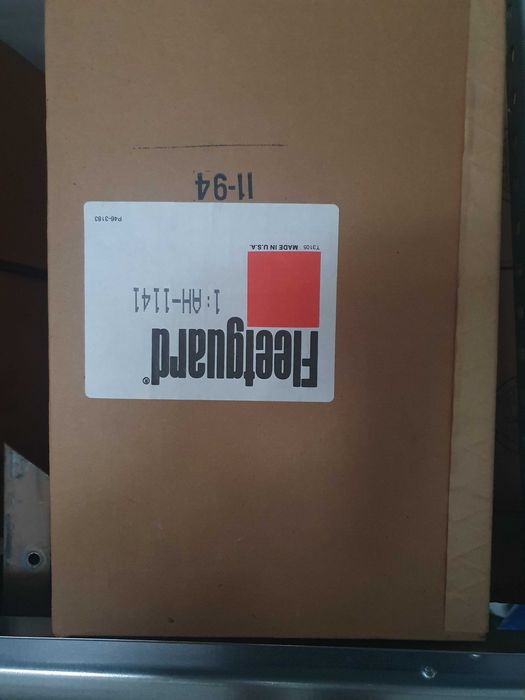 Fleetguard®
1:AH-1141
T3105 MADE IN U.S.A.
P46-3183
11-94